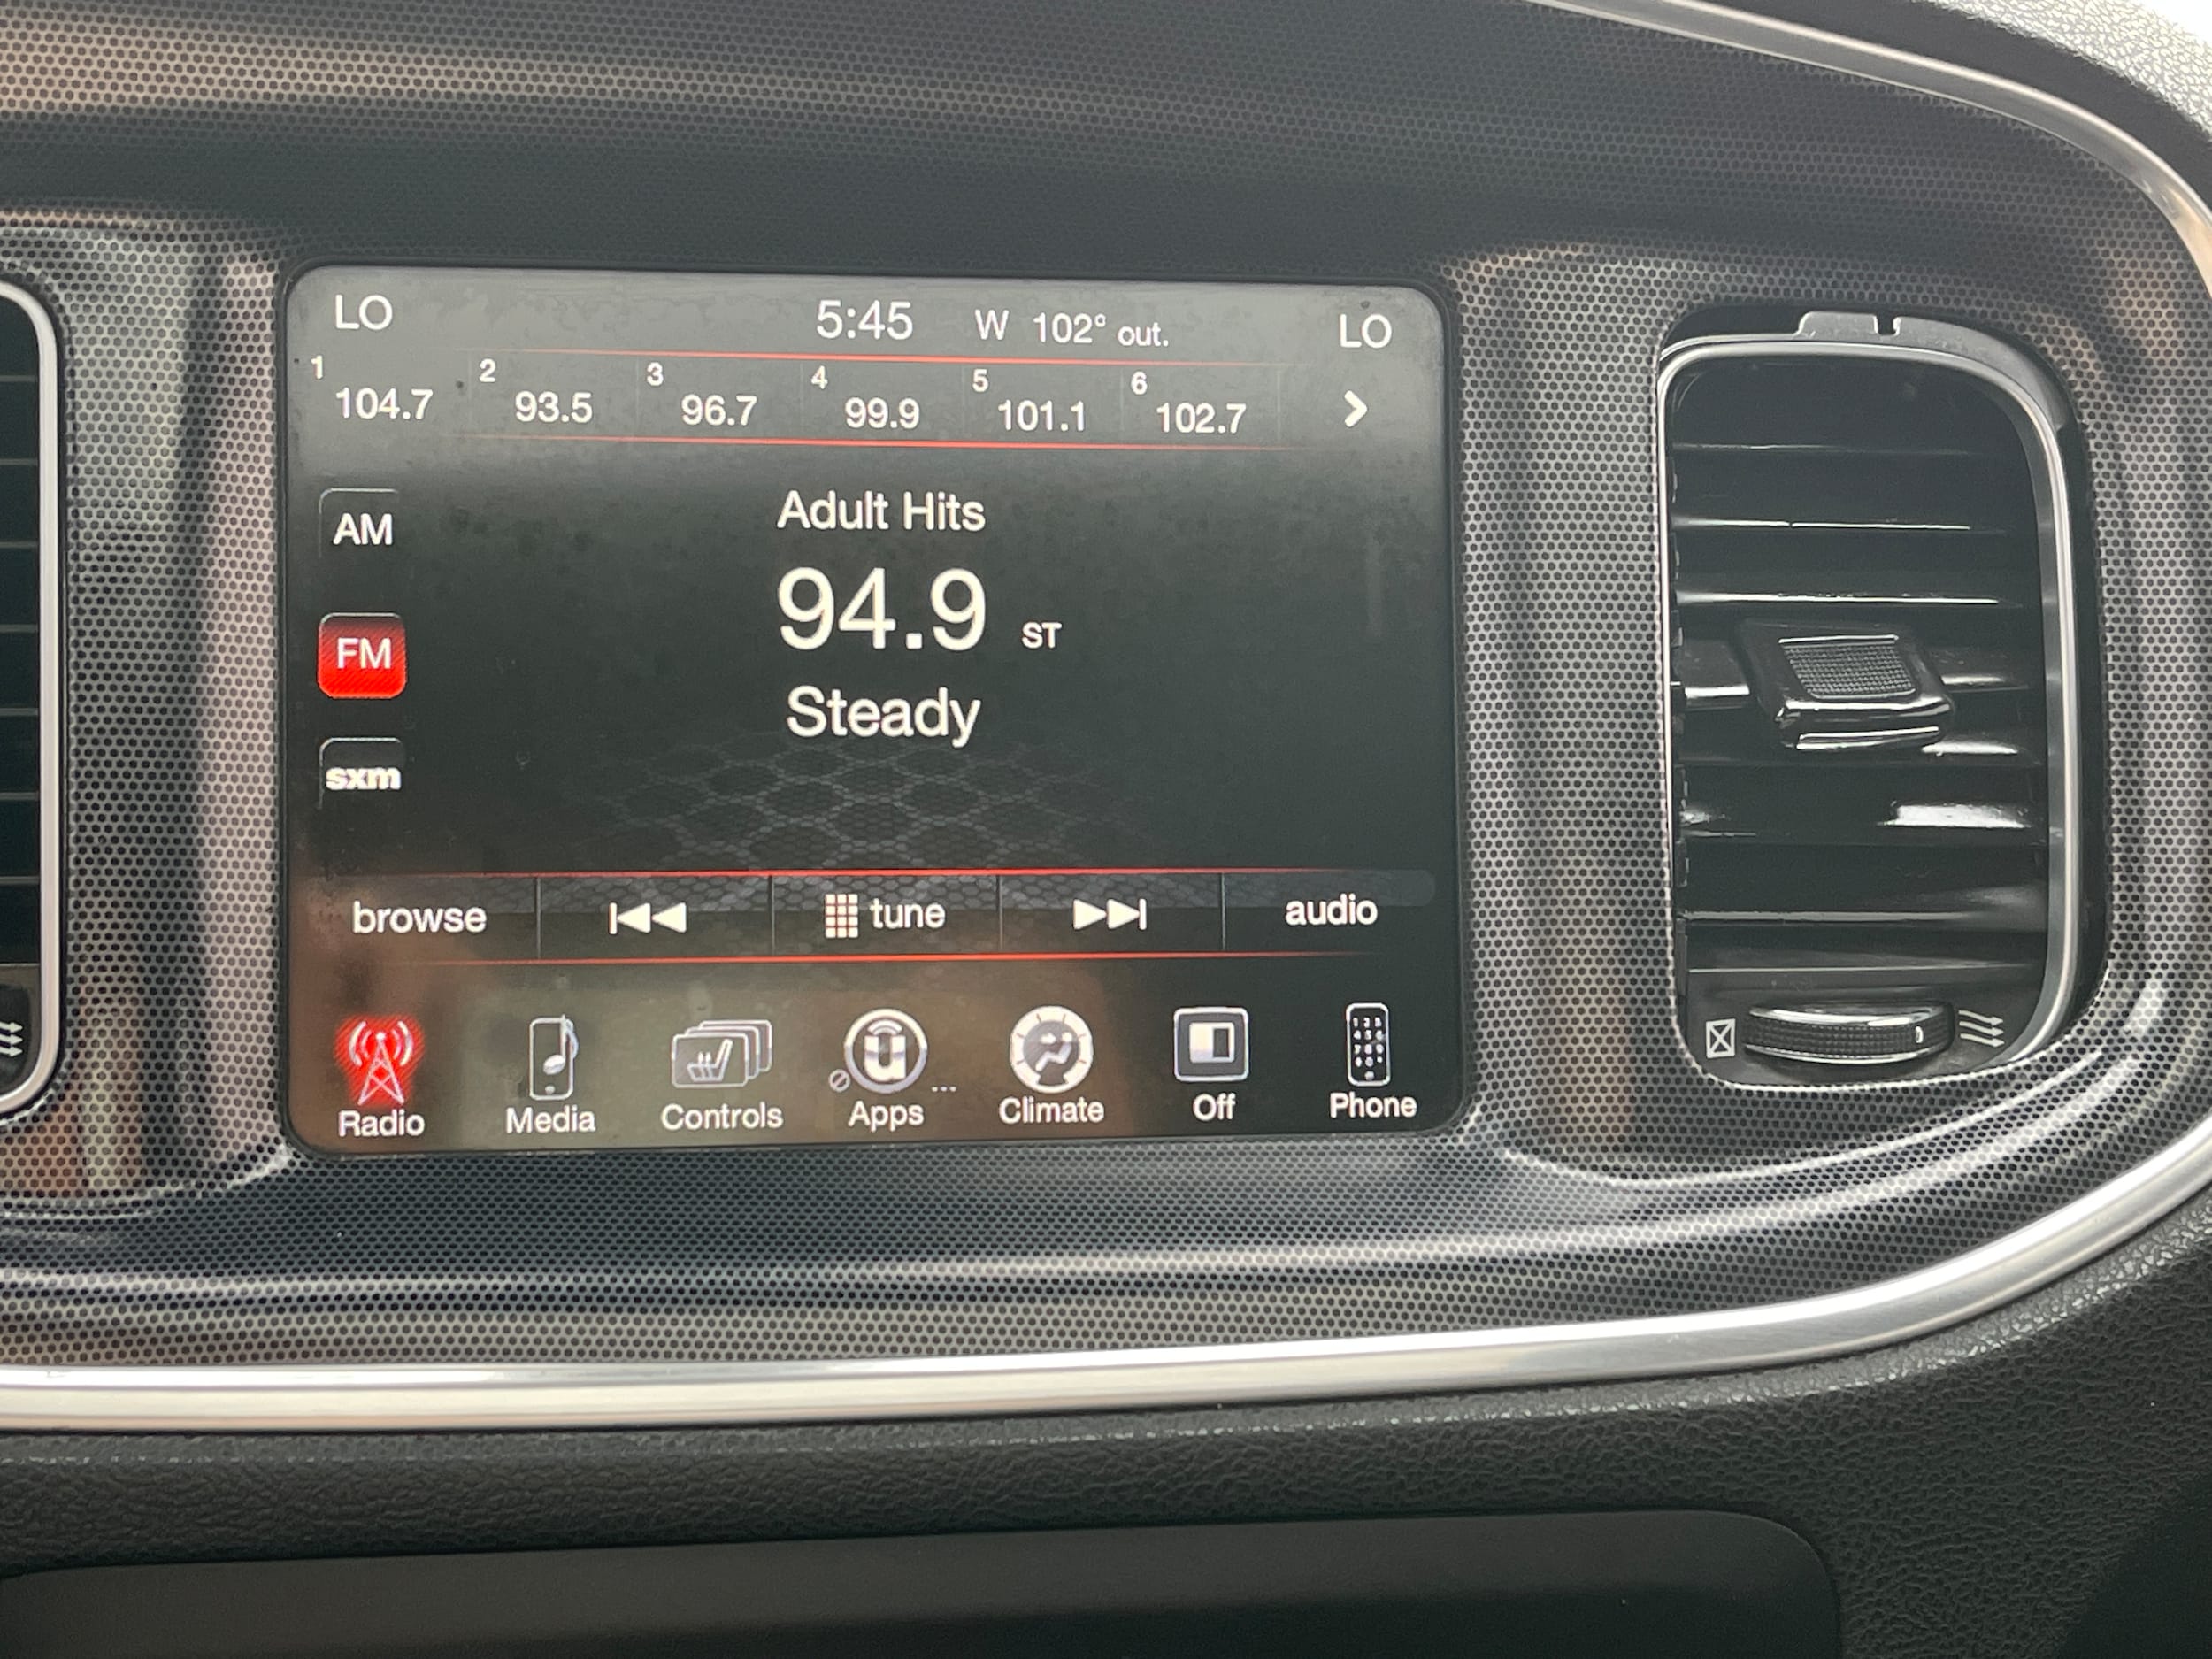 LO 5:45 W 102° out. LO
1 104.7 2 93.5 3 96.7 4 99.9 5 101.1 6 102.7
AM
Adult Hits
FM
94.9 ST
Steady
sxm
browse tune audio
Radio Media Controls Apps Climate Off Phone